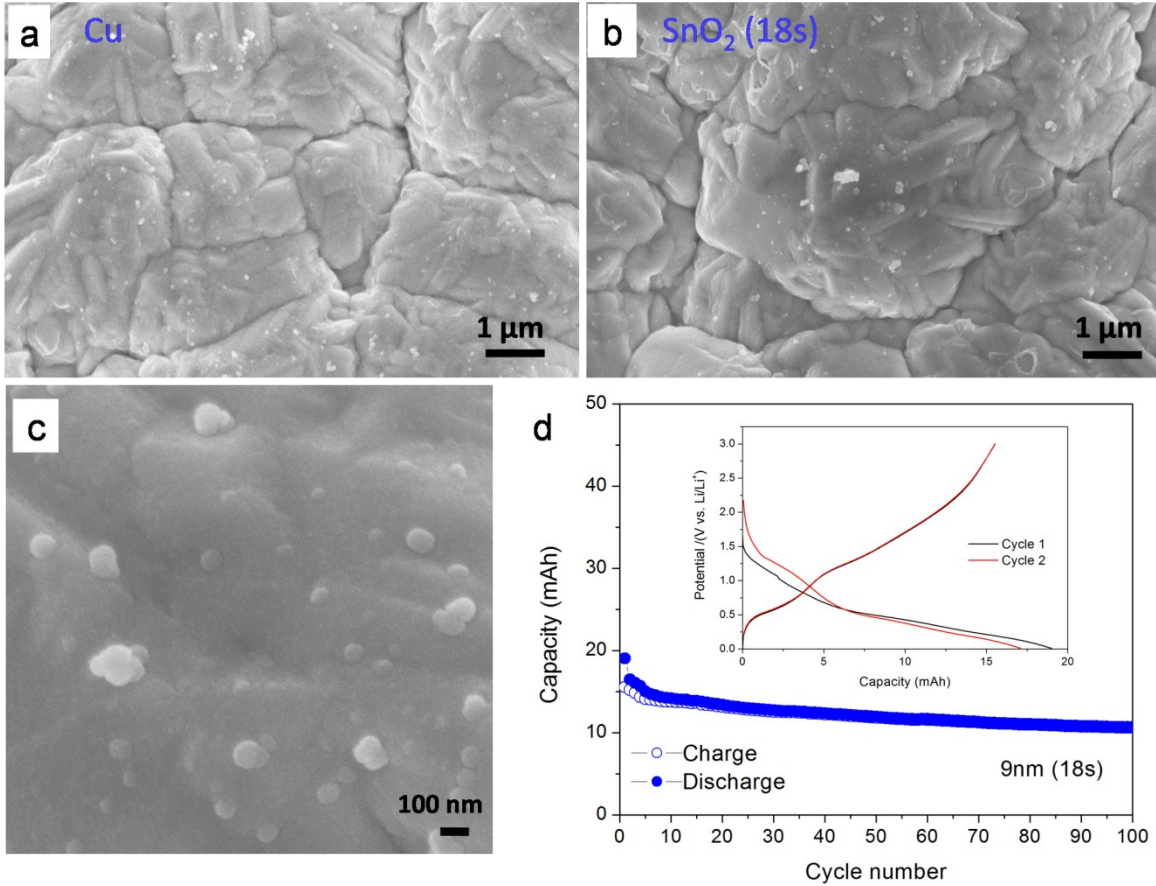 a
Cu
1 µm
b
SnO₂ (18s)
1 µm
c
100 nm
d
50
40
30
20
10
0
Capacity (mAh)
0 10 20 30 40 50 60 70 80 90 100
Cycle number
Charge
Discharge
9nm (18s)
3.0
2.5
2.0
1.5
1.0
0.5
0.0
Potential /(V vs. Li/Li⁺)
0 5 10 15 20
Capacity (mAh)
Cycle 1
Cycle 2